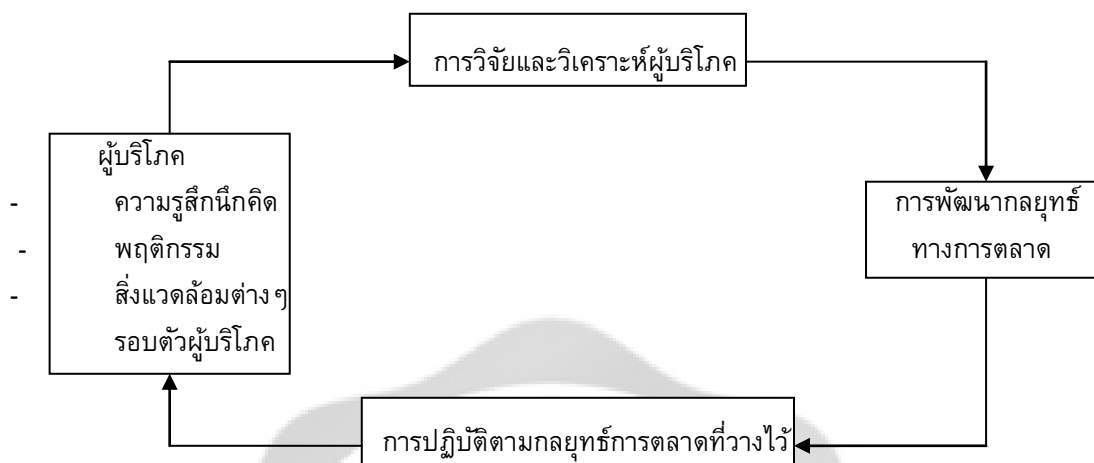 การวิจัยและวิเคราะห์ผู้บริโภค
ผู้บริโภค
- ความรูสึกนึกคิด
- พฤติกรรม
- สิ่งแวดล้อมต่างๆ
รอบตัวผู้บริโภค
การพัฒนากลยุทธ์
ทางการตลาด
การปฏิบัติตามกลยุทธ์การตลาดที่วางไว้